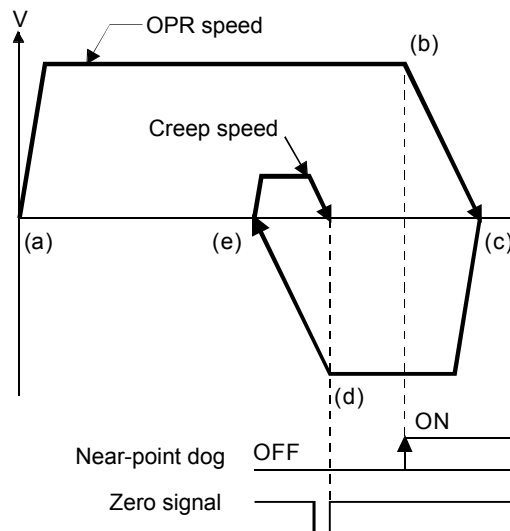 V
OPR speed
(b)
Creep speed
(a)
(e)
(c)
(d)
ON
Near-point dog
OFF
Zero signal